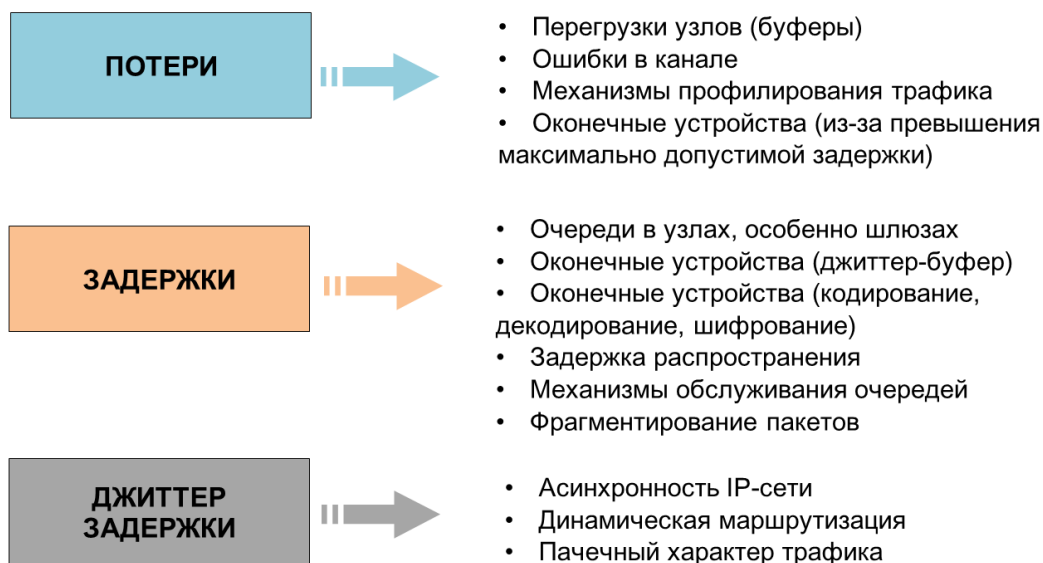 ПОТЕРИ
• Перегрузки узлов (буферы)
• Ошибки в канале
• Механизмы профилирования трафика
• Оконечные устройства (из-за превышения
максимально допустимой задержки)
ЗАДЕРЖКИ
• Очереди в узлах, особенно шлюзах
• Оконечные устройства (джиттер-буфер)
• Оконечные устройства (кодирование,
декодирование, шифрование)
• Задержка распространения
• Механизмы обслуживания очередей
• Фрагментирование пакетов
ДЖИТТЕР
ЗАДЕРЖКИ
• Асинхронность IP-сети
• Динамическая маршрутизация
• Пачечный характер трафика